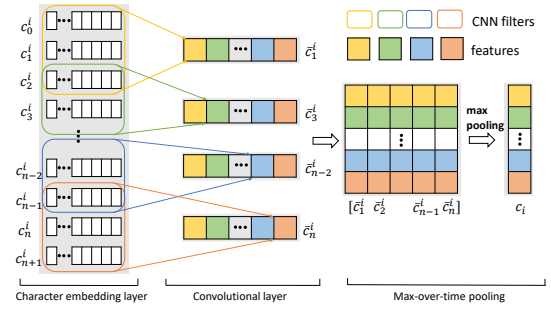 c_0^i
c_1^i
c_2^i
c_3^i
c_{n-2}^i
c_{n-1}^i
c_n^i
c_{n+1}^i
c̄_1^i
c̄_3^i
c̄_{n-2}^i
c̄_n^i
CNN filters
features
max
pooling
[c̄_1^i c̄_2^i c̄_{n-1}^i c̄_n^i]
c_i
Character embedding layer
Convolutional layer
Max-over-time pooling